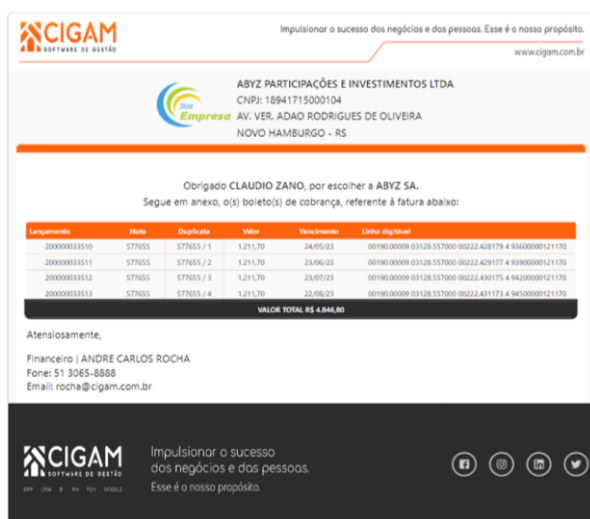 CIGAM
SOFTWARE DE GESTÃO
Impulsionar o sucesso dos negócios e das pessoas. Esse é o nosso propósito.
www.cigam.com.br
Sua
Empresa
ABYZ PARTICIPAÇÕES E INVESTIMENTOS LTDA
CNPJ: 18941715000104
AV. VER. ADAO RODRIGUES DE OLIVEIRA
NOVO HAMBURGO - RS
Obrigado CLAUDIO ZANO, por escolher a ABYZ SA.
Segue em anexo, o(s) boleto(s) de cobrança, referente á fatura abaixo:
Lançamento Nota Duplicata Valor Vencimento Linha digitável
200000033510 577655 577655 / 1 1.211,70 24/05/23 00190.00009 03128.557000 00222.428179 4 93600000121170
200000033511 577655 577655 / 2 1.211,70 23/06/23 00190.00009 03128.557000 00222.429177 4 93900000121170
200000033512 577655 577655 / 3 1.211,70 23/07/23 00190.00009 03128.557000 00222.430175 4 94200000121170
200000033513 577655 577655 / 4 1.211,70 22/08/23 00190.00009 03128.557000 00222.431173 4 94500000121170
VALOR TOTAL R$ 4.846,80
Atensiosamente,
Financeiro | ANDRE CARLOS ROCHA
Fone: 51 3065-8888
Email: rocha@cigam.com.br
CIGAM
SOFTWARE DE GESTÃO
ERP CRM BI RH PDV MOBILE
Impulsionar o sucesso
dos negócios e das pessoas.
Esse é o nosso propósito.